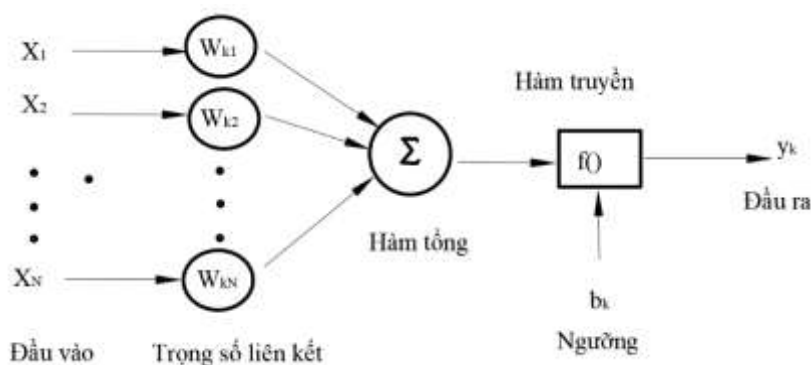 X1
Wk1
Hàm truyền
X2
Wk2
Σ
f()
yk
Đầu ra
Hàm tổng
XN
WkN
bk
Ngưỡng
Đầu vào
Trọng số liên kết